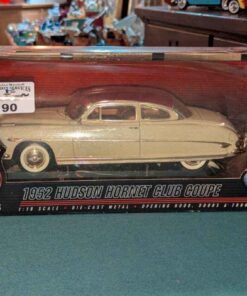 90
1952 HUDSON HORNET CLUB COUPE
1:18 SCALE - DIE-CAST METAL - OPENING HOOD, DOORS & TRUNK